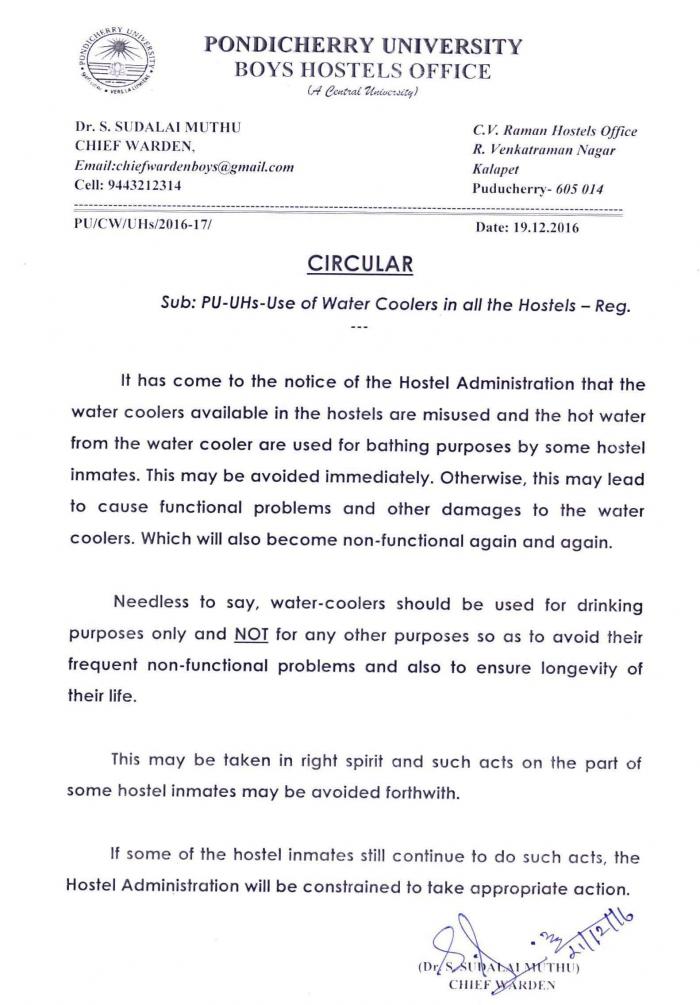 PONDICHERRY UNIVERSITY
PONDICHERRY UNIVERSITY
BOYS HOSTELS OFFICE
(A Central University)
Dr. S. SUDALAI MUTHU
CHIEF WARDEN,
Email:chiefwardenboys@gmail.com
Cell: 9443212314
C.V. Raman Hostels Office
R. Venkatraman Nagar
Kalapet
Puducherry- 605 014
PU/CW/UHs/2016-17/
Date: 19.12.2016
CIRCULAR
Sub: PU-UHs-Use of Water Coolers in all the Hostels – Reg.
---
It has come to the notice of the Hostel Administration that the
water coolers available in the hostels are misused and the hot water
from the water cooler are used for bathing purposes by some hostel
inmates. This may be avoided immediately. Otherwise, this may lead
to cause functional problems and other damages to the water
coolers. Which will also become non-functional again and again.
Needless to say, water-coolers should be used for drinking
purposes only and NOT for any other purposes so as to avoid their
frequent non-functional problems and also to ensure longevity of
their life.
This may be taken in right spirit and such acts on the part of
some hostel inmates may be avoided forthwith.
If some of the hostel inmates still continue to do such acts, the
Hostel Administration will be constrained to take appropriate action.
21/12/16
(Dr. S. SUDALAI MUTHU)
CHIEF WARDEN